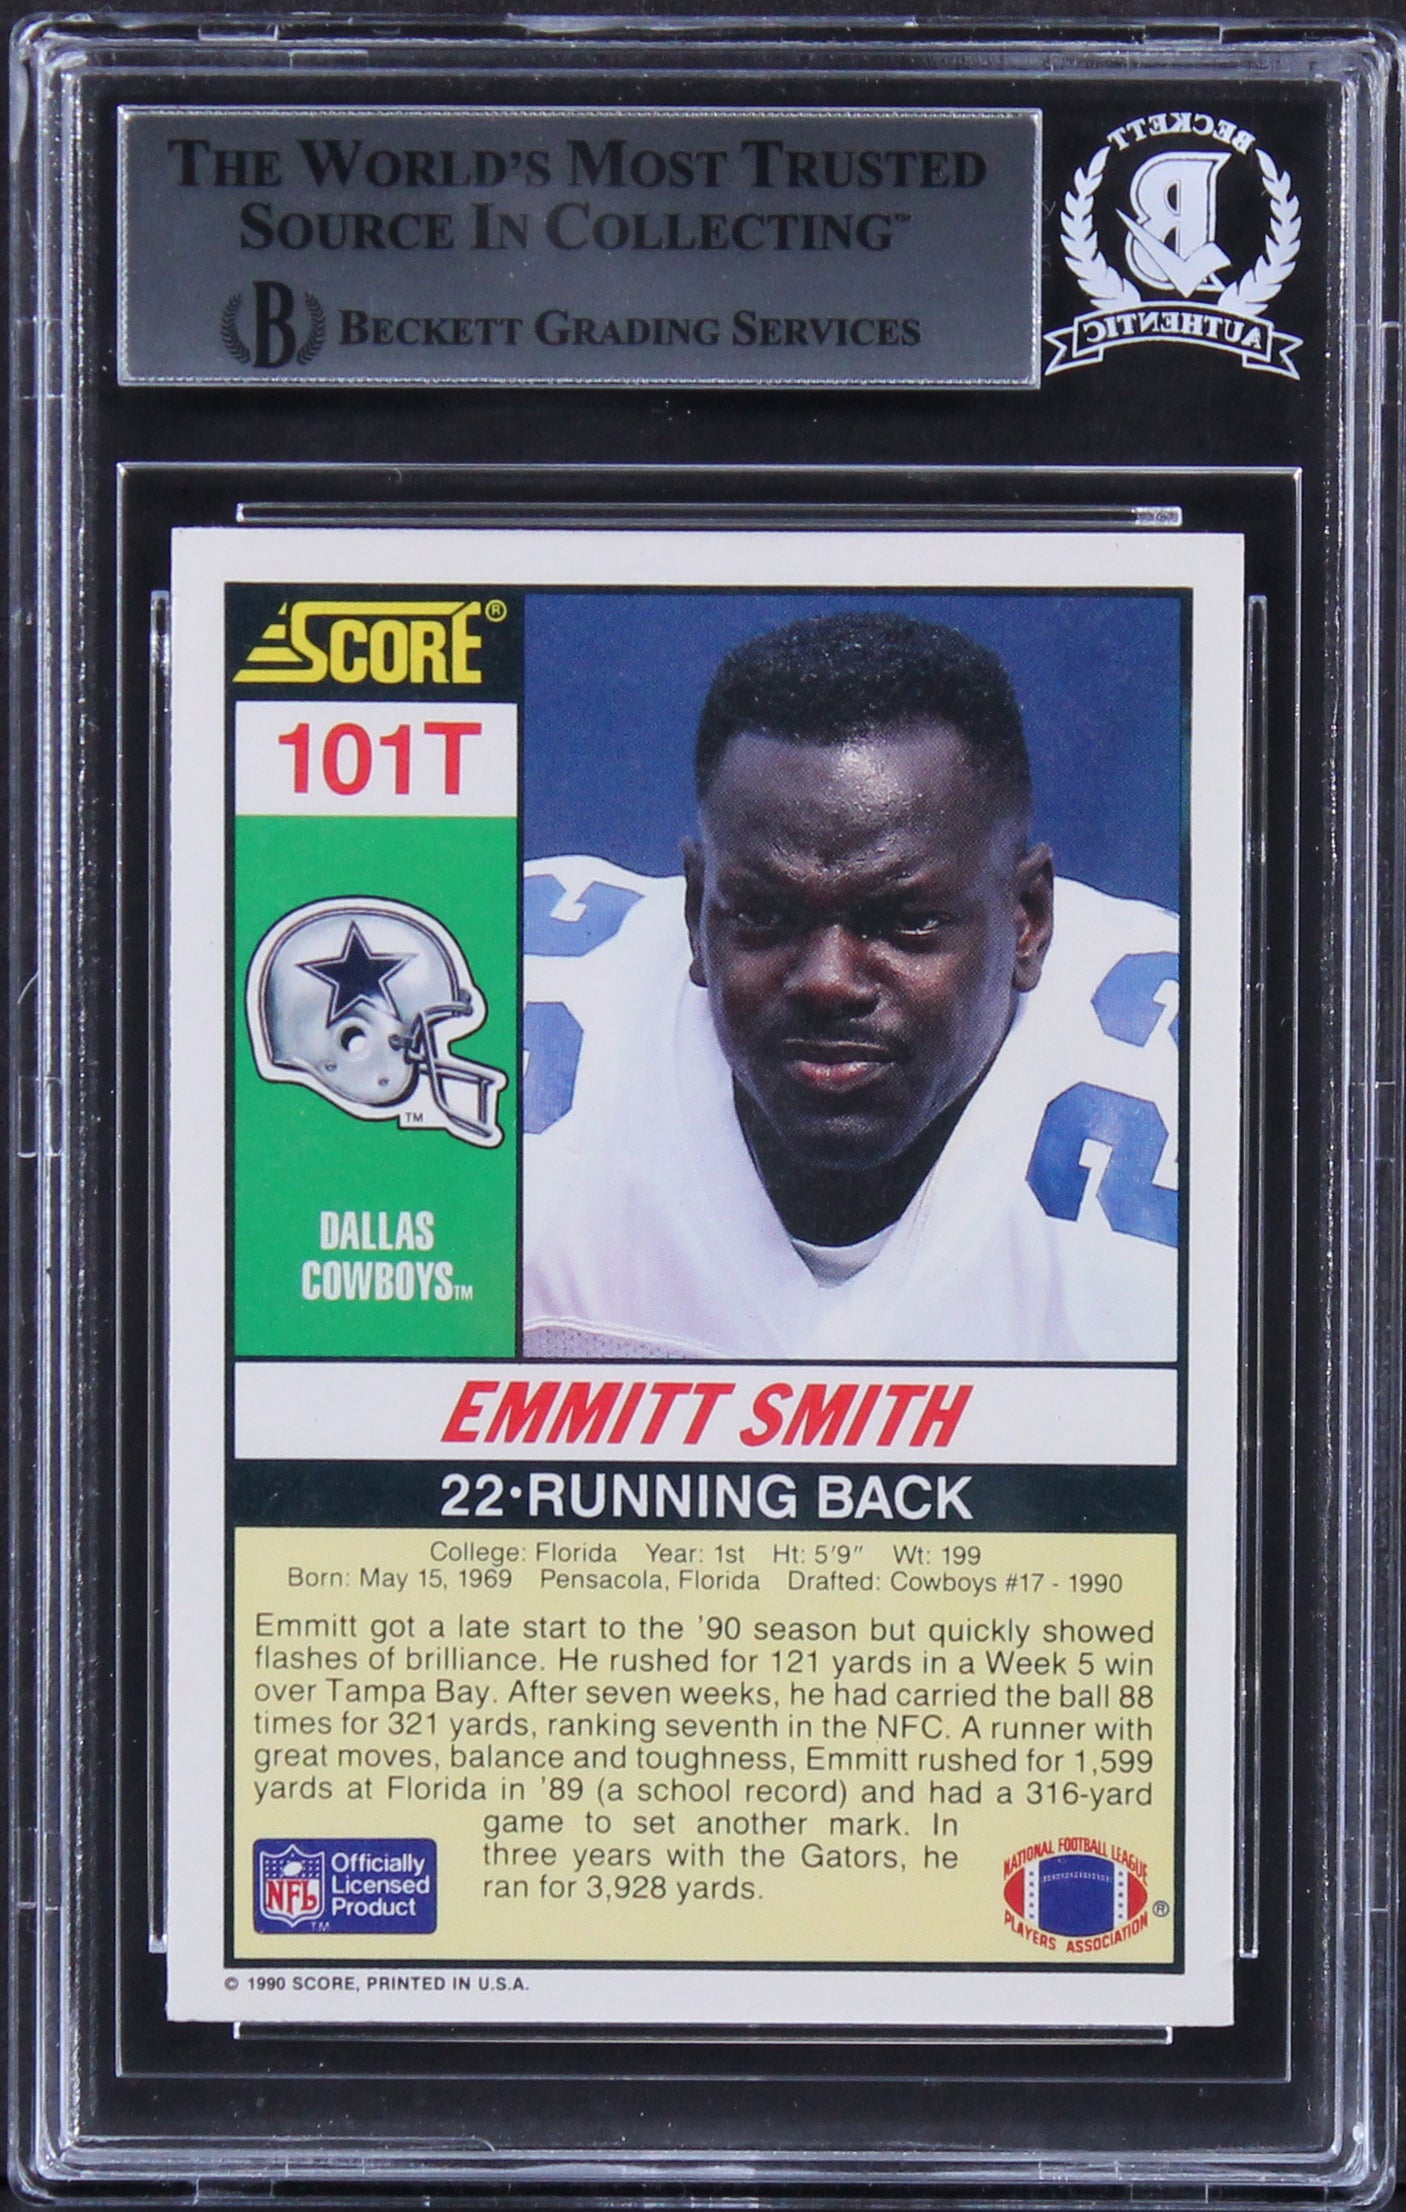 THE WORLD'S MOST TRUSTED
SOURCE IN COLLECTING™
B BECKETT GRADING SERVICES
BECKETT
B
AUTHENTIC
SCORE®
101T
TM
DALLAS
COWBOYS™
22
22
EMMITT SMITH
22•RUNNING BACK
College: Florida Year: 1st Ht: 5'9" Wt: 199
Born: May 15, 1969 Pensacola, Florida Drafted: Cowboys #17 - 1990
Emmitt got a late start to the '90 season but quickly showed
flashes of brilliance. He rushed for 121 yards in a Week 5 win
over Tampa Bay. After seven weeks, he had carried the ball 88
times for 321 yards, ranking seventh in the NFC. A runner with
great moves, balance and toughness, Emmitt rushed for 1,599
yards at Florida in '89 (a school record) and had a 316-yard
game to set another mark. In
three years with the Gators, he
ran for 3,928 yards.
NFL
Officially
Licensed
Product
TM
NATIONAL FOOTBALL LEAGUE
PLAYERS ASSOCIATION
®
© 1990 SCORE, PRINTED IN U.S.A.